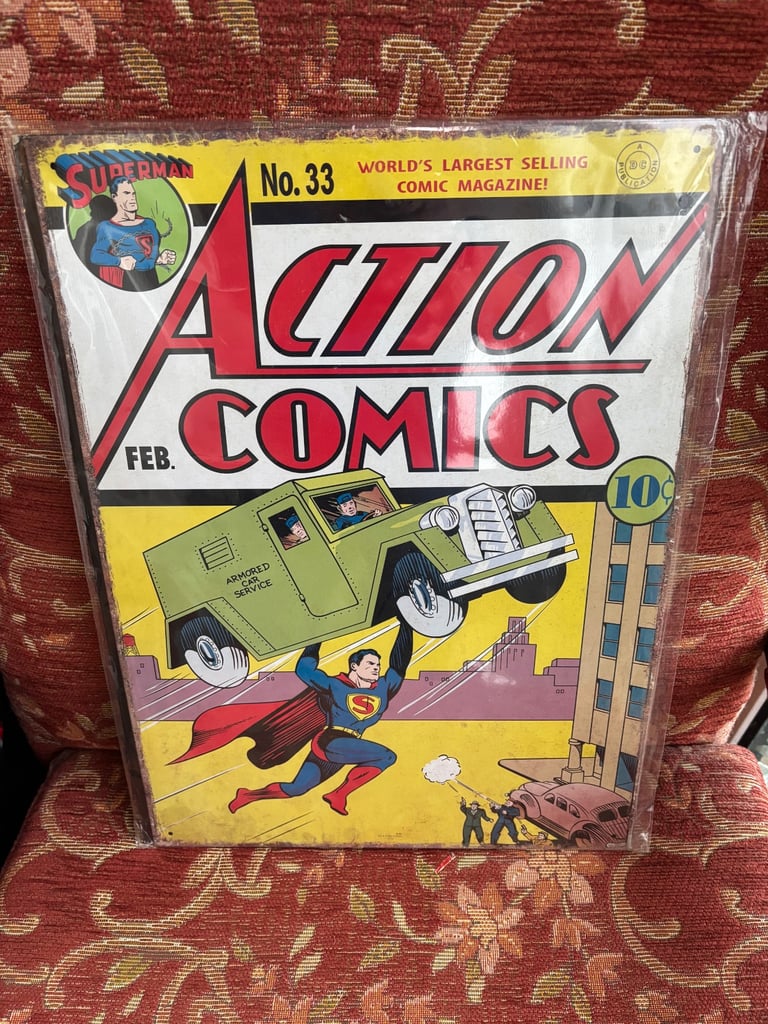 SUPERMAN
No. 33
WORLD'S LARGEST SELLING
COMIC MAGAZINE!
A
DC
PUBLICATION
ACTION
COMICS
FEB.
10¢
ARMORED
CAR
SERVICE
S